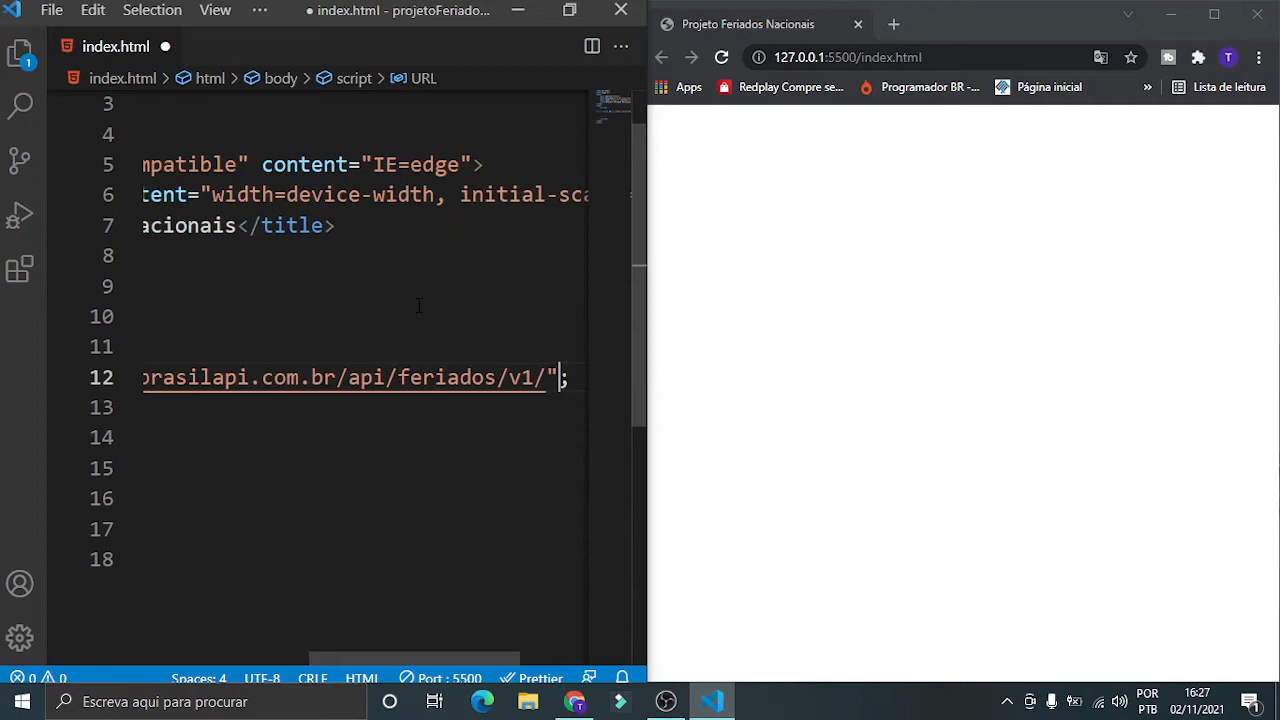 File Edit Selection View ··· ● index.html - projetoFeriado...
index.html ●
index.html > html > body > script > URL
3
4
5 mpatible" content="IE=edge">
6 tent="width=device-width, initial-sca
7 acionais</title>
8
9
10
11
12 brasilapi.com.br/api/feriados/v1/";
13
14
15
16
17
18
1
0 0 Spaces: 4 UTF-8 CRLF HTML Port : 5500 Prettier
Projeto Feriados Nacionais
127.0.0.1:5500/index.html
T
Apps Redplay Compre se... Programador BR -... Página inicial » Lista de leitura
Escreva aqui para procurar
POR
PTB
16:27
02/11/2021
1